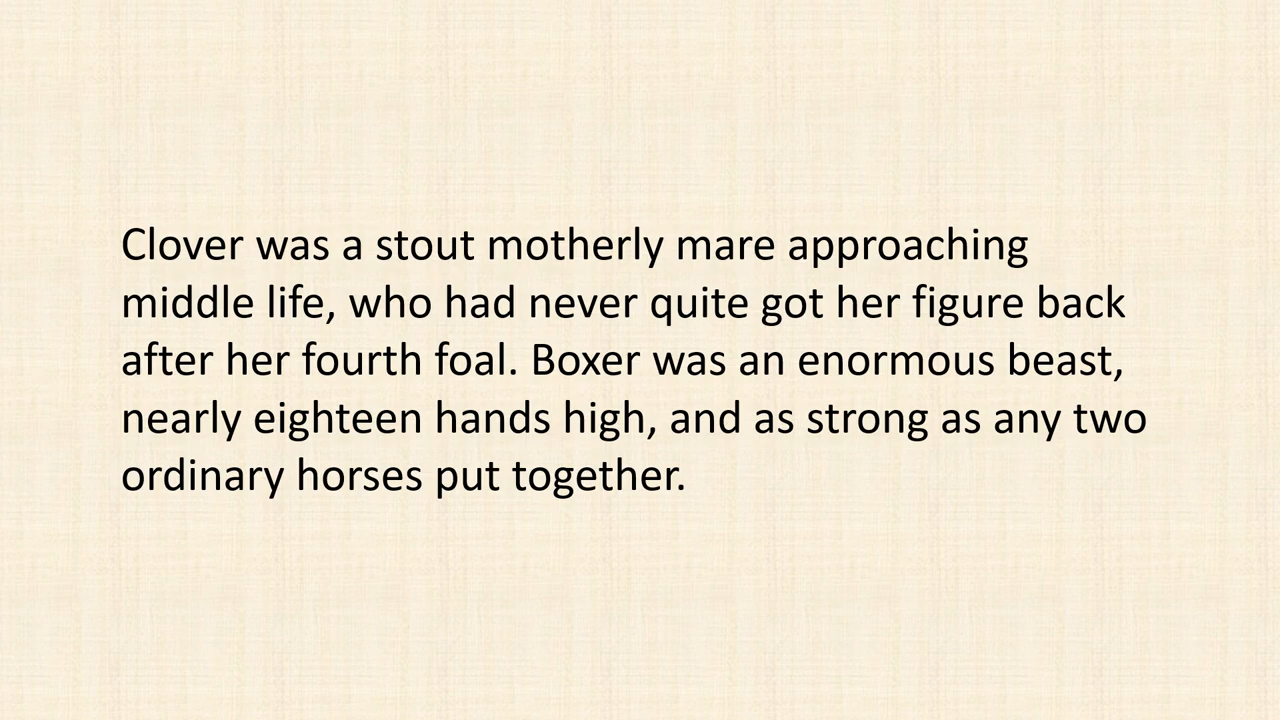 Clover was a stout motherly mare approaching
middle life, who had never quite got her figure back
after her fourth foal. Boxer was an enormous beast,
nearly eighteen hands high, and as strong as any two
ordinary horses put together.